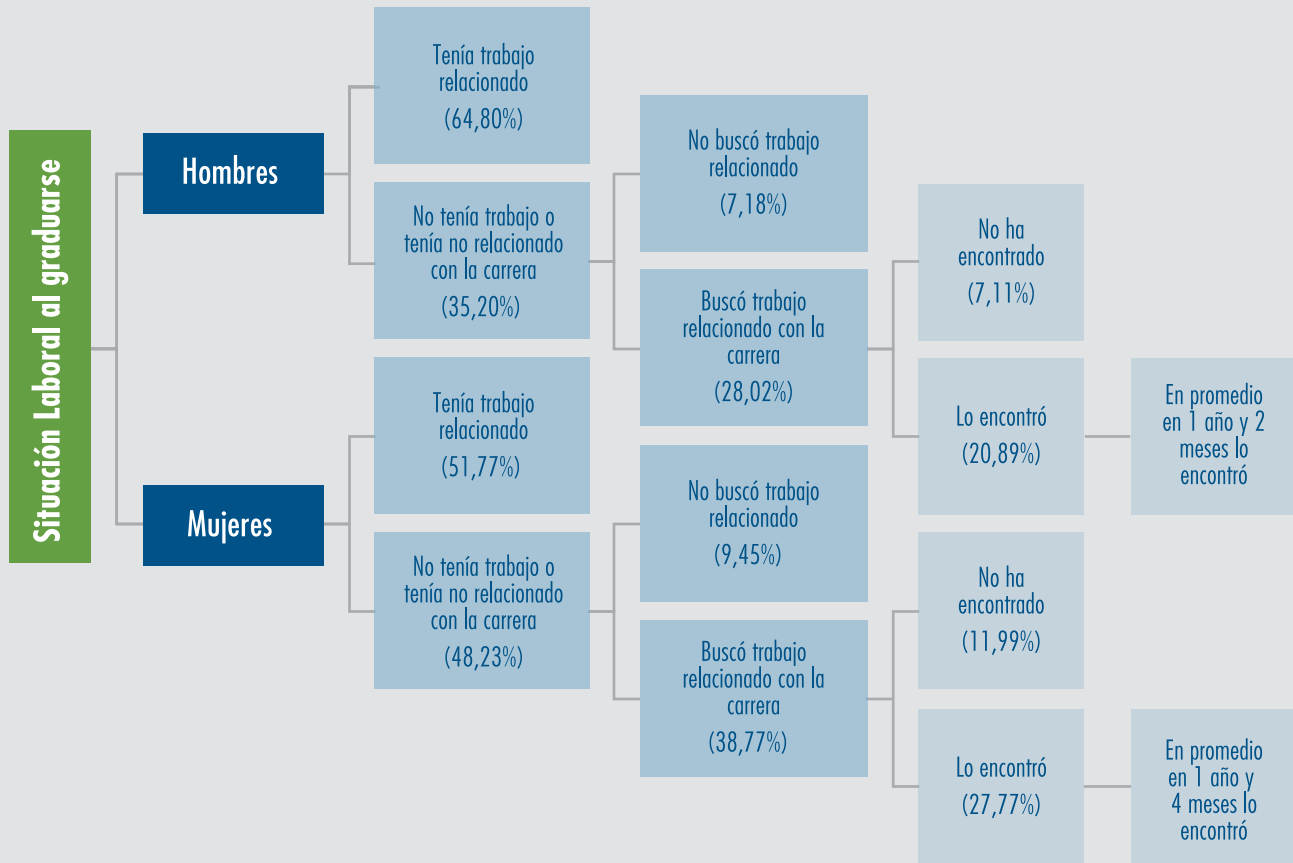 Situación Laboral al graduarse
Hombres
Tenía trabajo
relacionado
(64,80%)
No tenía trabajo o
tenía no relacionado
con la carrera
(35,20%)
No buscó trabajo
relacionado
(7,18%)
Buscó trabajo
relacionado con la
carrera
(28,02%)
No ha
encontrado
(7,11%)
Lo encontró
(20,89%)
En promedio
en 1 año y 2
meses lo
encontró
Mujeres
Tenía trabajo
relacionado
(51,77%)
No tenía trabajo o
tenía no relacionado
con la carrera
(48,23%)
No buscó trabajo
relacionado
(9,45%)
Buscó trabajo
relacionado con la
carrera
(38,77%)
No ha
encontrado
(11,99%)
Lo encontró
(27,77%)
En promedio
en 1 año y
4 meses lo
encontró